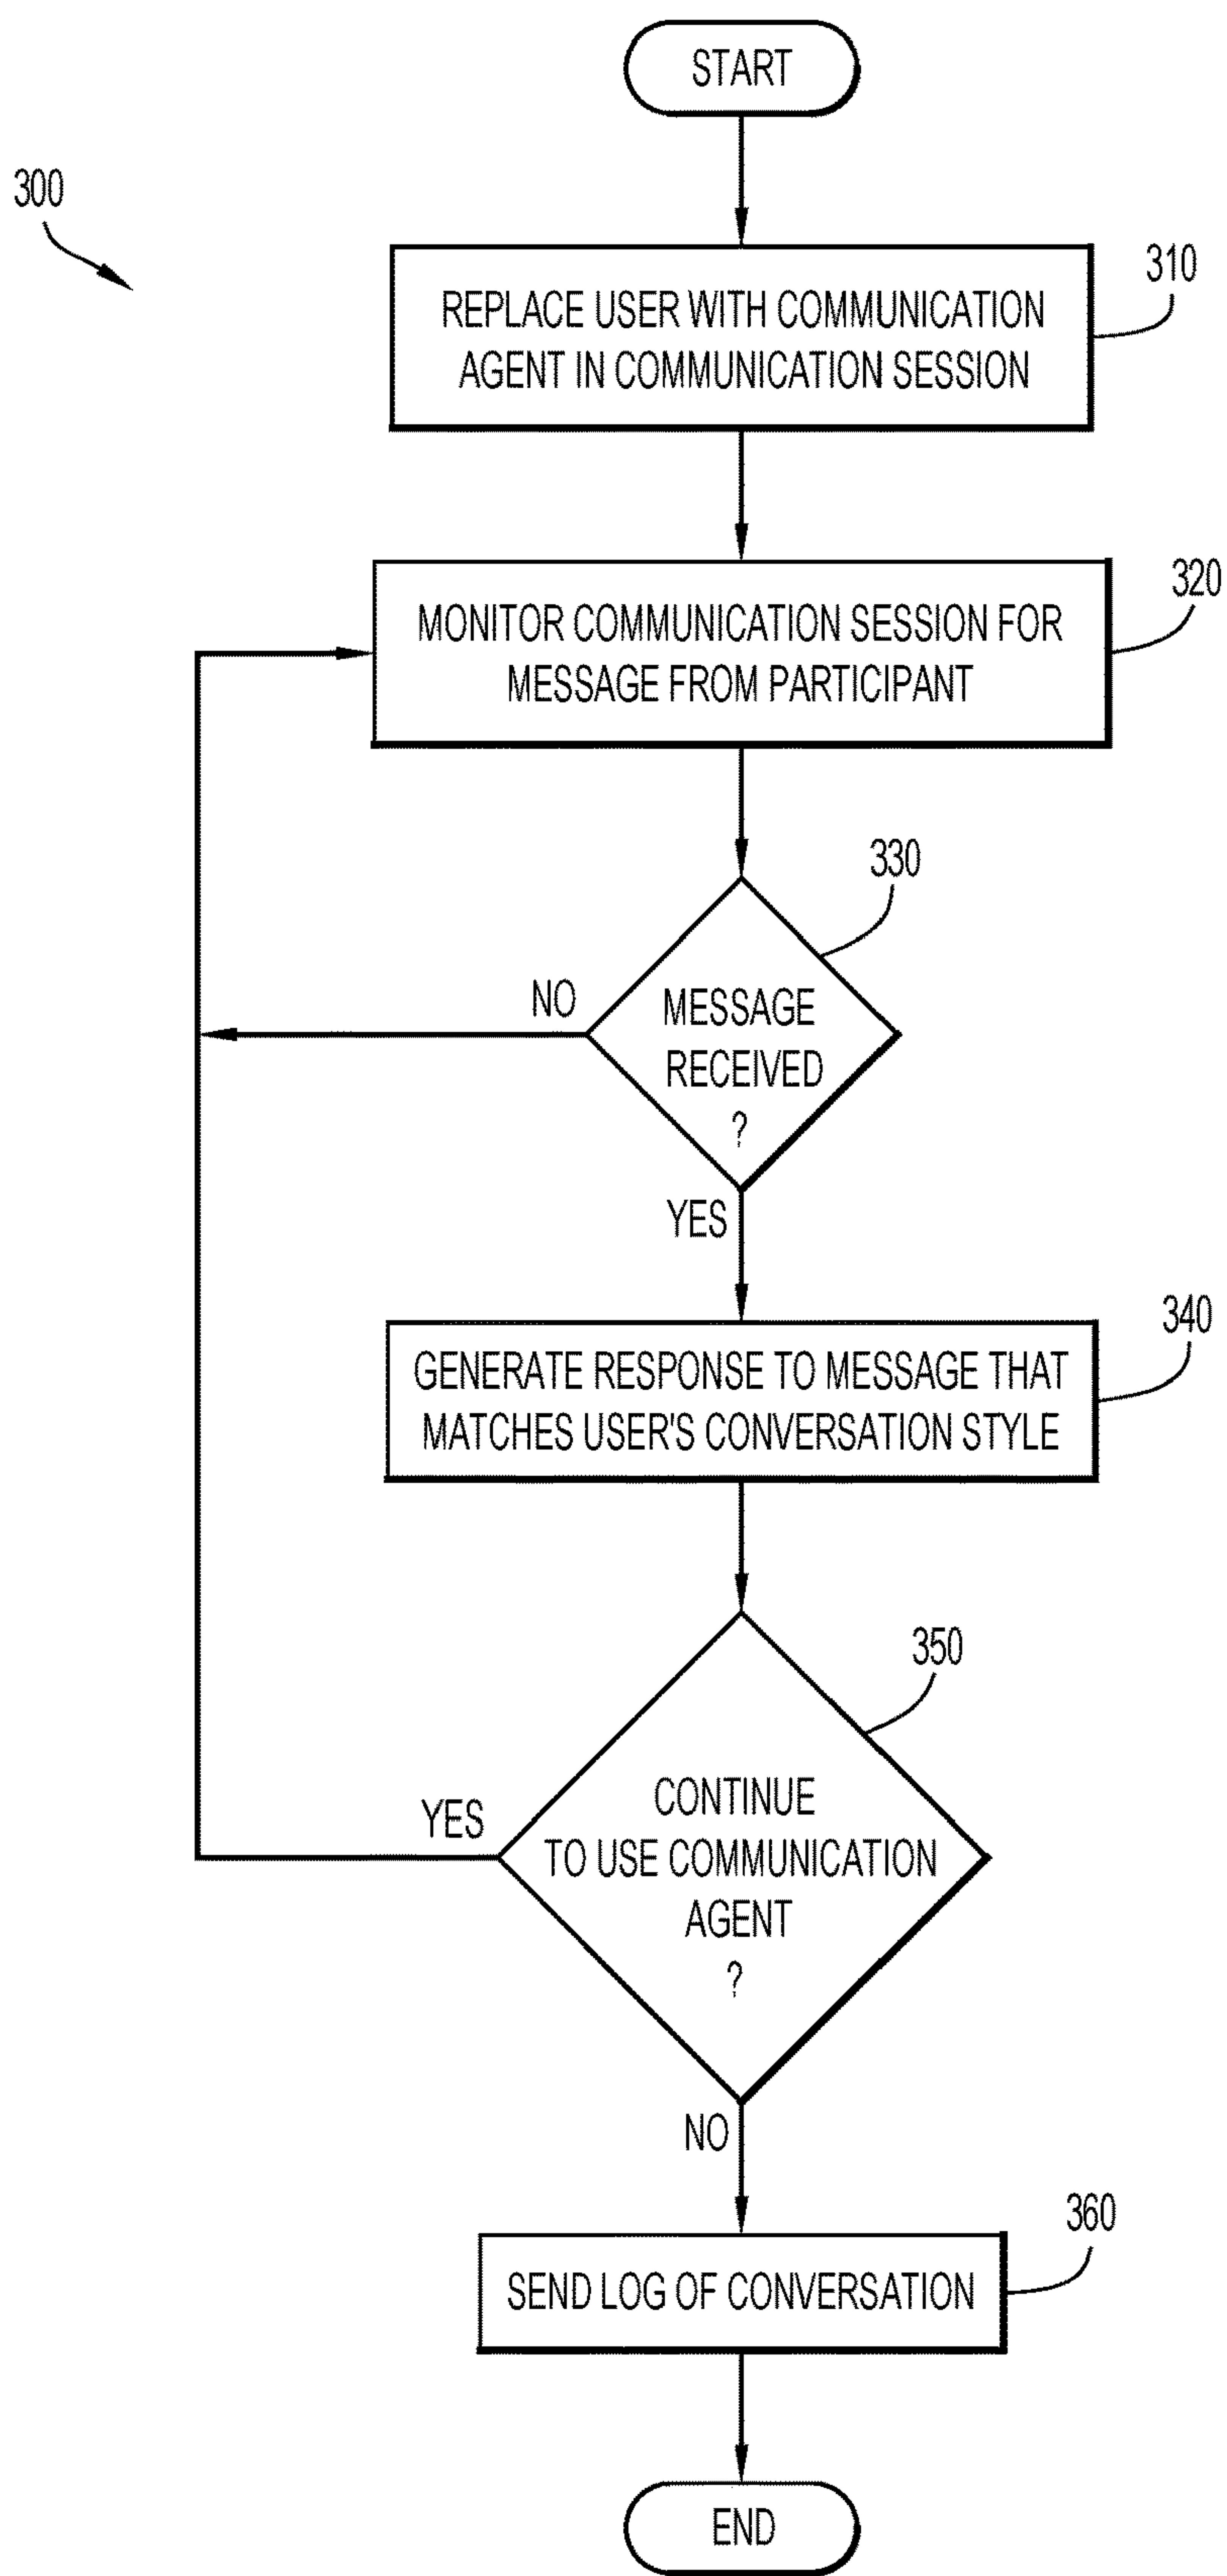 START
300
310
REPLACE USER WITH COMMUNICATION
AGENT IN COMMUNICATION SESSION
320
MONITOR COMMUNICATION SESSION FOR
MESSAGE FROM PARTICIPANT
330
NO
MESSAGE
RECEIVED
?
YES
340
GENERATE RESPONSE TO MESSAGE THAT
MATCHES USER'S CONVERSATION STYLE
350
YES
CONTINUE
TO USE COMMUNICATION
AGENT
?
NO
360
SEND LOG OF CONVERSATION
END